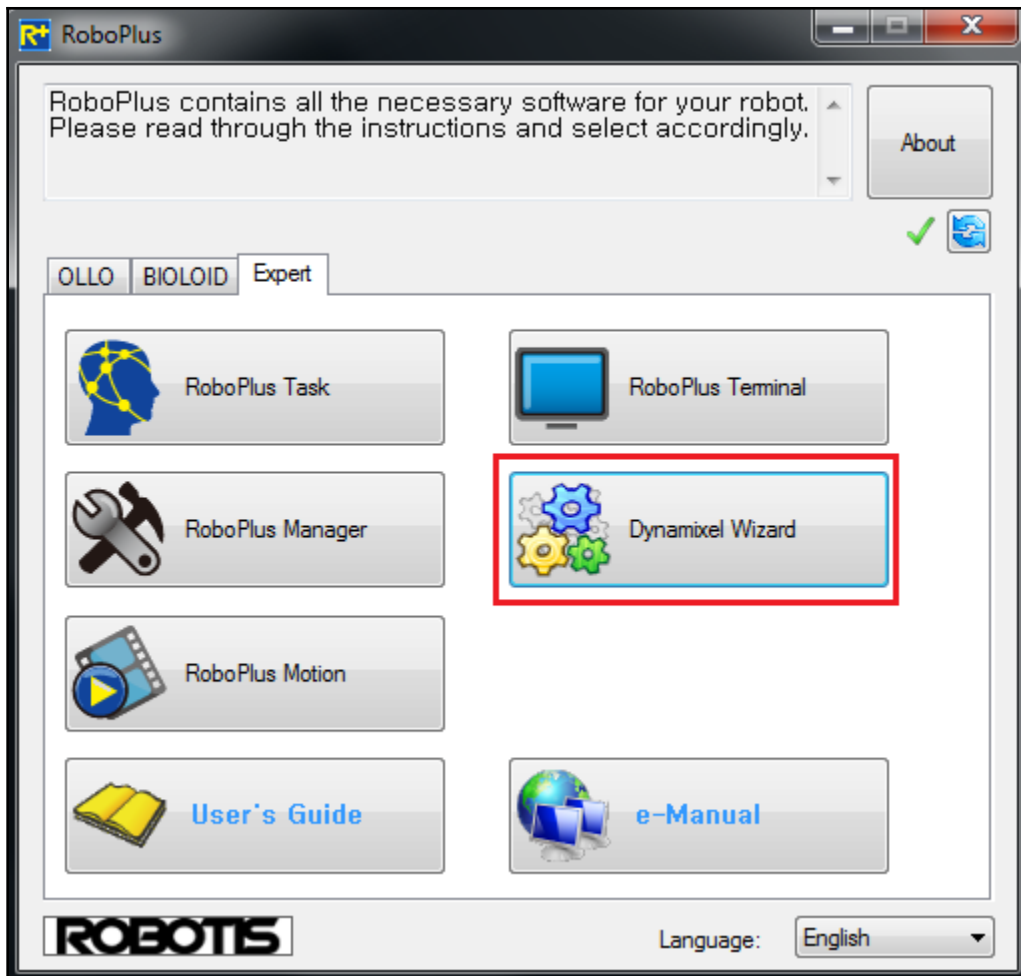 RoboPlus
RoboPlus contains all the necessary software for your robot.
Please read through the instructions and select accordingly.
About
OLLO
BIOLOID
Expert
RoboPlus Task
RoboPlus Terminal
RoboPlus Manager
Dynamixel Wizard
RoboPlus Motion
User's Guide
e-Manual
ROBOTIS
Language:
English